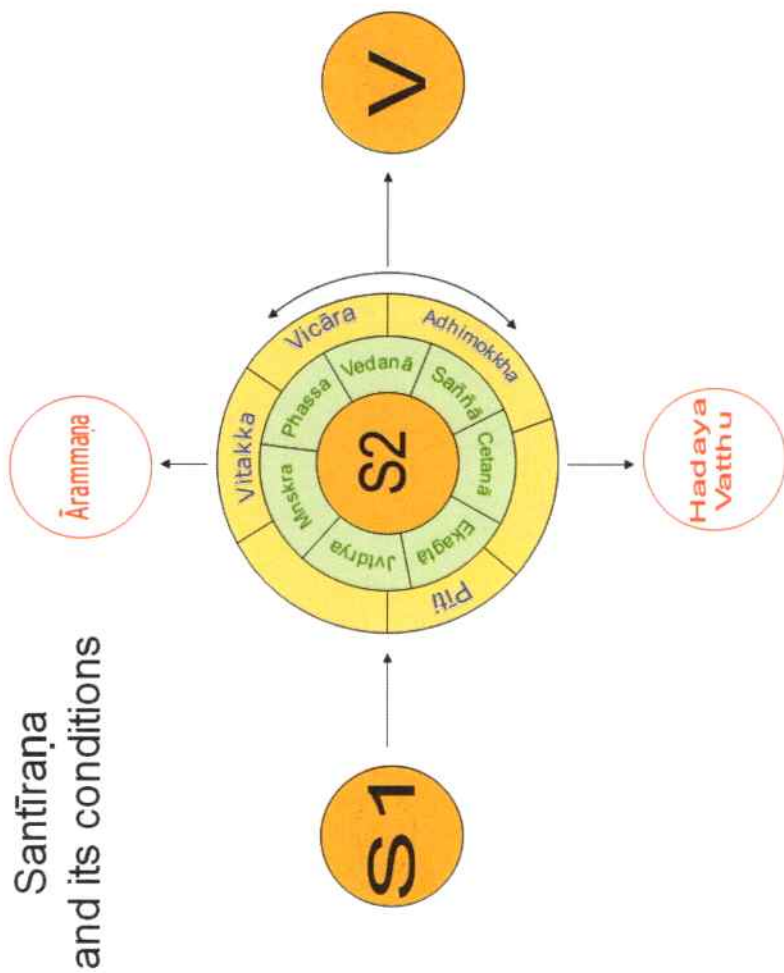 Santīraṇa
and its conditions
Ārammaṇa
S1
S2
V
Phassa
Vedanā
Saññā
Cetanā
Ekagtā
Jvtdrya
Mnskra
Vitakka
Vicāra
Adhimokkha
Pīti
Hadaya
Vatthu